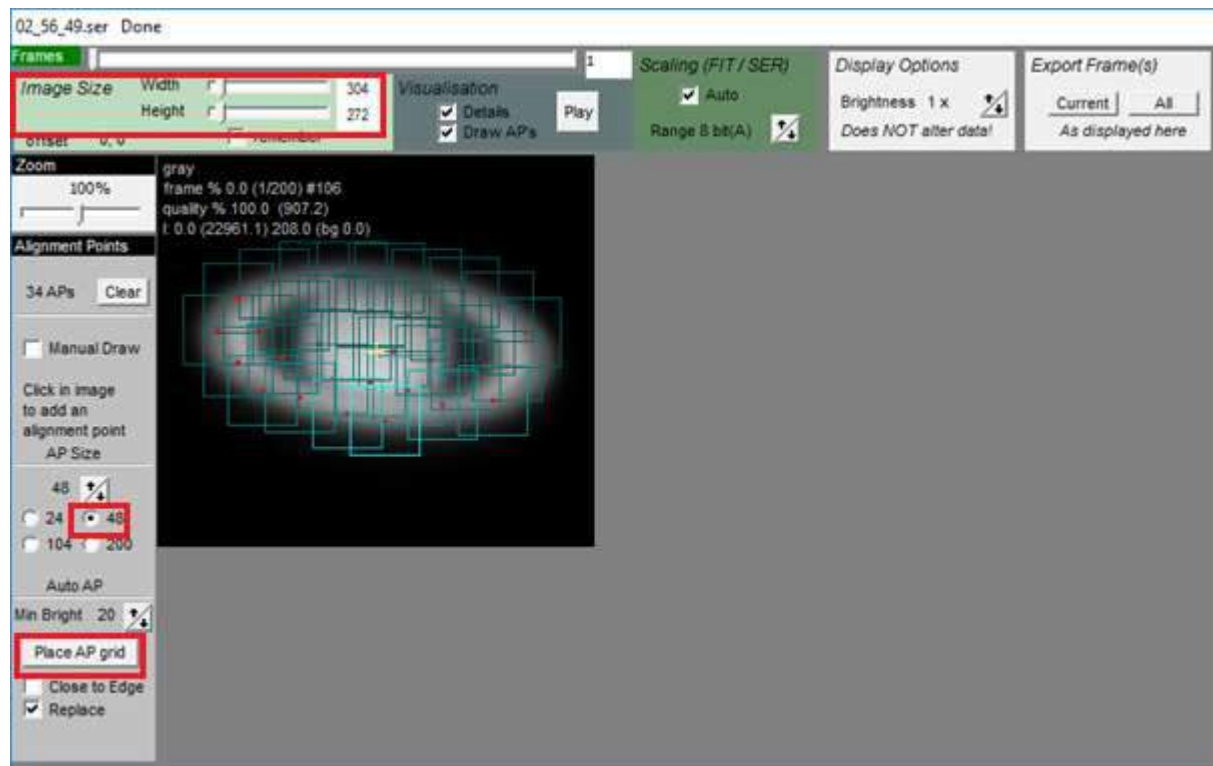 02_56_49.ser Done
Frames
1
Image Size Width 304
Height 272
offset 0, 0 remember
Visualisation
Details
Draw AP's
Play
Scaling (FIT / SER)
Auto
Range 8 bit(A)
Display Options
Brightness 1 x
Does NOT alter data!
Export Frame(s)
Current All
As displayed here
Zoom
100%
Alignment Points
34 APs Clear
Manual Draw
Click in image
to add an
alignment point
AP Size
48
24 48
104 200
Auto AP
Min Bright 20
Place AP grid
Close to Edge
Replace
gray
frame % 0.0 (1/200) #106
quality % 100.0 (907.2)
l: 0.0 (22961.1) 208.0 (bg 0.0)